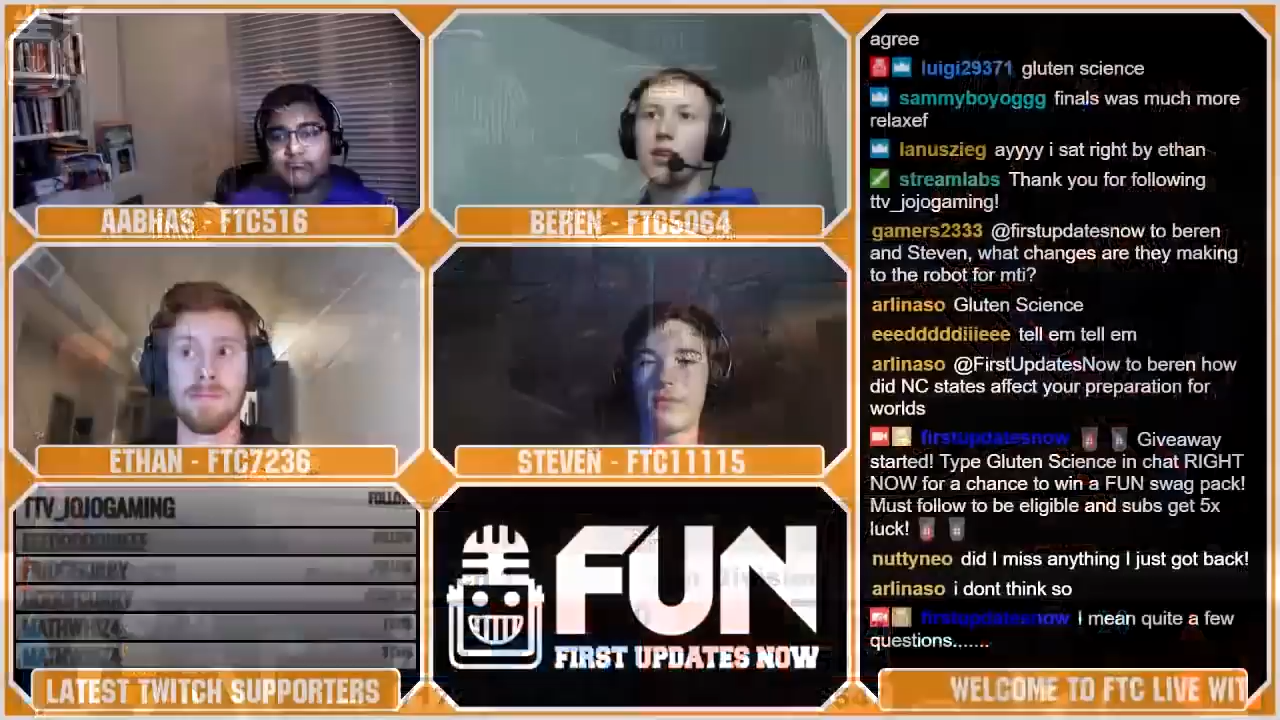 AABHAS - FTC516
BEREN - FTC5064
ETHAN - FTC7236
STEVEN - FTC11115
TTV_JOJOGAMING
FOLLOW
LATEST TWITCH SUPPORTERS
FUN
FIRST UPDATES NOW
agree
luigi29371 gluten science
sammyboyoggg finals was much more
relaxef
lanuszieg ayyyy i sat right by ethan
streamlabs Thank you for following
ttv_jojogaming!
gamers2333 @firstupdatesnow to beren
and Steven, what changes are they making
to the robot for mti?
arlinaso Gluten Science
eeedddddiiieee tell em tell em
arlinaso @FirstUpdatesNow to beren how
did NC states affect your preparation for
worlds
firstupdatesnow Giveaway
started! Type Gluten Science in chat RIGHT
NOW for a chance to win a FUN swag pack!
Must follow to be eligible and subs get 5x
luck!
nuttyneo did I miss anything I just got back!
arlinaso i dont think so
firstupdatesnow I mean quite a few
questions.......
WELCOME TO FTC LIVE WIT